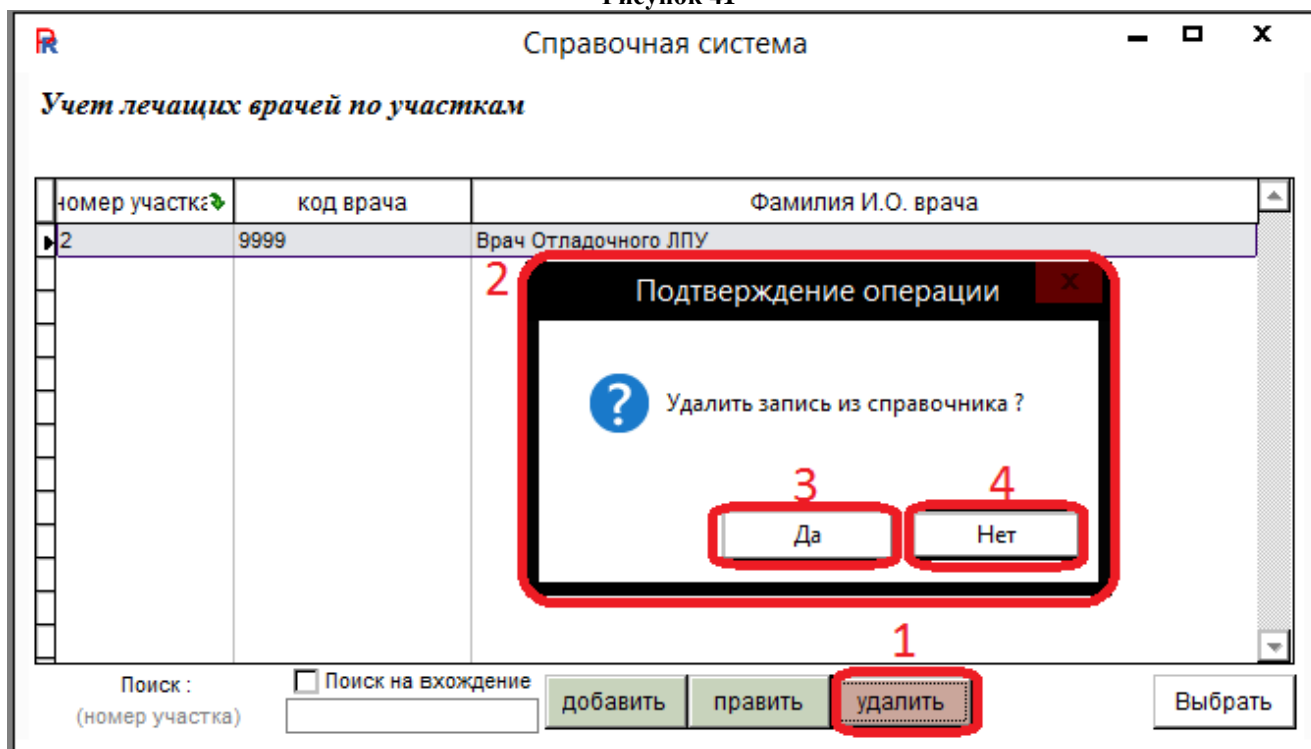 Рисунок 41
Справочная система
Учет лечащих врачей по участкам
номер участка код врача Фамилия И.О. врача
2 9999 Врач Отладочного ЛПУ
2
Подтверждение операции
Удалить запись из справочника ?
3 4
Да Нет
1
Поиск : Поиск на вхождение
(номер участка)
добавить править удалить Выбрать